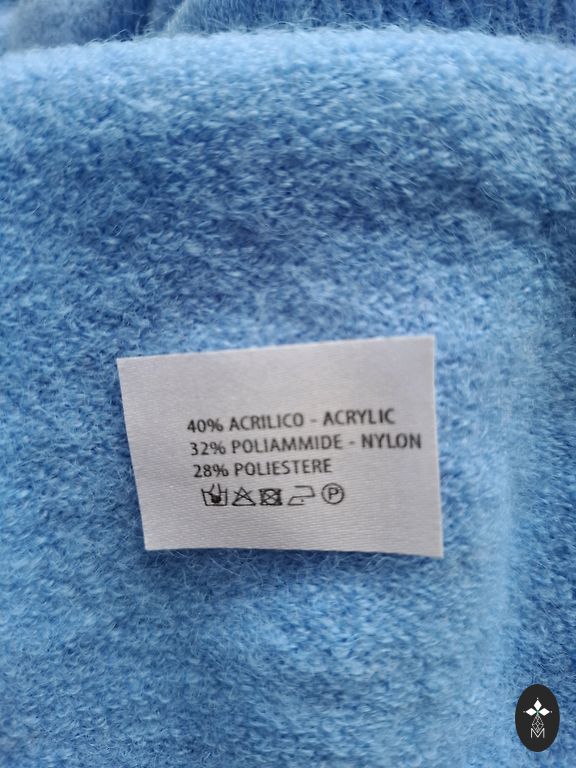 40% ACRILICO - ACRYLIC
32% POLIAMMIDE - NYLON
28% POLIESTERE
P
M